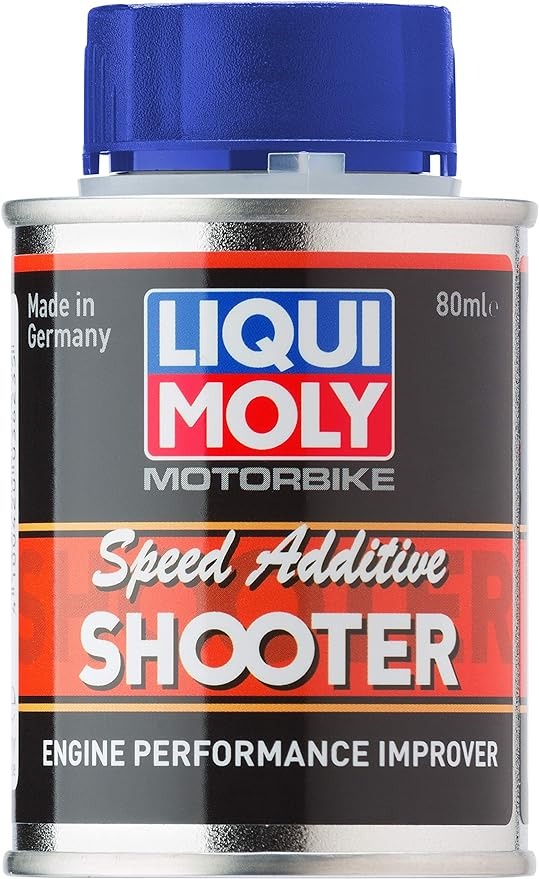 Made in
Germany
80ml℮
LIQUI
MOLY
MOTORBIKE
Speed Additive
SHOOTER
ENGINE PERFORMANCE IMPROVER